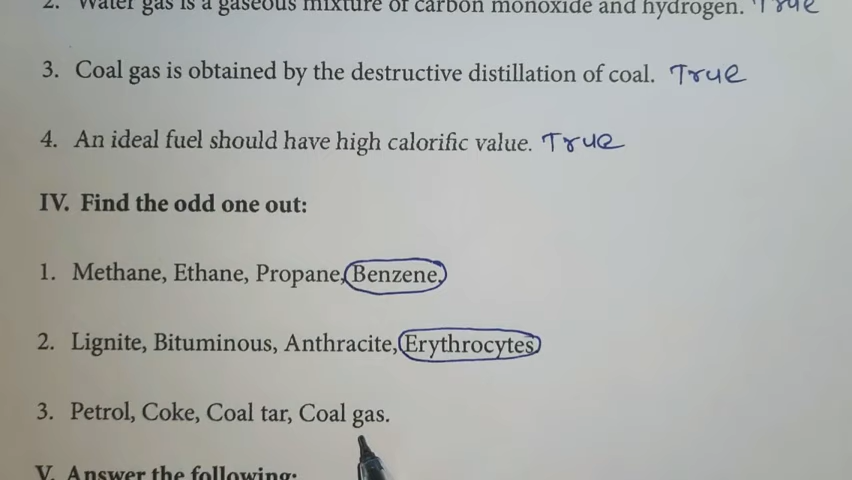 2. Water gas is a gaseous mixture of carbon monoxide and hydrogen. True
3. Coal gas is obtained by the destructive distillation of coal. True
4. An ideal fuel should have high calorific value. True
IV. Find the odd one out:
1. Methane, Ethane, Propane, Benzene.
2. Lignite, Bituminous, Anthracite, Erythrocytes
3. Petrol, Coke, Coal tar, Coal gas.
V. Answer the following: